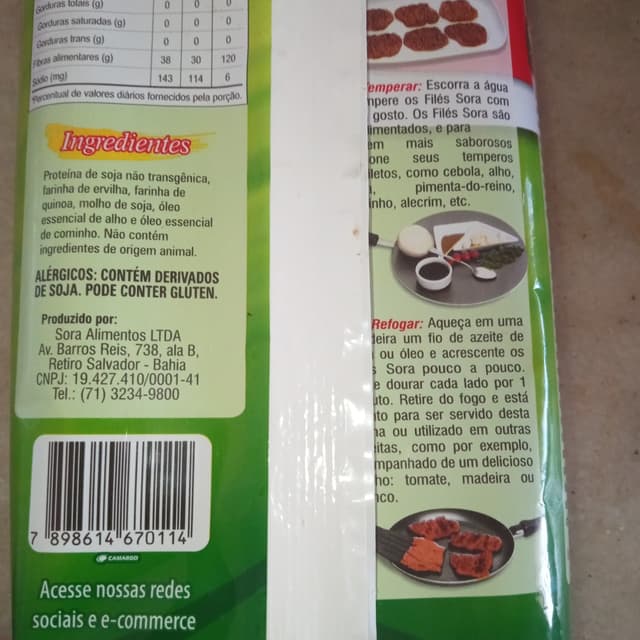 Gorduras totais (g) 0 0 0
Gorduras saturadas (g) 0 0 0
Gorduras trans (g) 0 0 0
Fibras alimentares (g) 38 30 120
Sódio (mg) 143 114 6
*Percentual de valores diários fornecidos pela porção.
Ingredientes
Proteína de soja não transgênica,
farinha de ervilha, farinha de
quinoa, molho de soja, óleo
essencial de alho e óleo essencial
de cominho. Não contém
ingredientes de origem animal.
ALÉRGICOS: CONTÉM DERIVADOS
DE SOJA. PODE CONTER GLÚTEN.
Produzido por:
Sora Alimentos LTDA
Av. Barros Reis, 738, ala B,
Retiro Salvador - Bahia
CNPJ: 19.427.410/0001-41
Tel.: (71) 3234-9800
7 898614 670114
CAMARGO
Acesse nossas redes
sociais e e-commerce
emperar: Escorra a água
mpere os Filés Sora com
gosto. Os Filés Sora são
limentados, e para
em mais saborosos
one seus temperos
letos, como cebola, alho,
, pimenta-do-reino,
inho, alecrim, etc.
Refogar: Aqueça em uma
deira um fio de azeite de
ou óleo e acrescente os
s Sora pouco a pouco.
e dourar cada lado por 1
uto. Retire do fogo e está
to para ser servido desta
na ou utilizado em outras
itas, como por exemplo,
mpanhado de um delicioso
ho: tomate, madeira ou
nco.